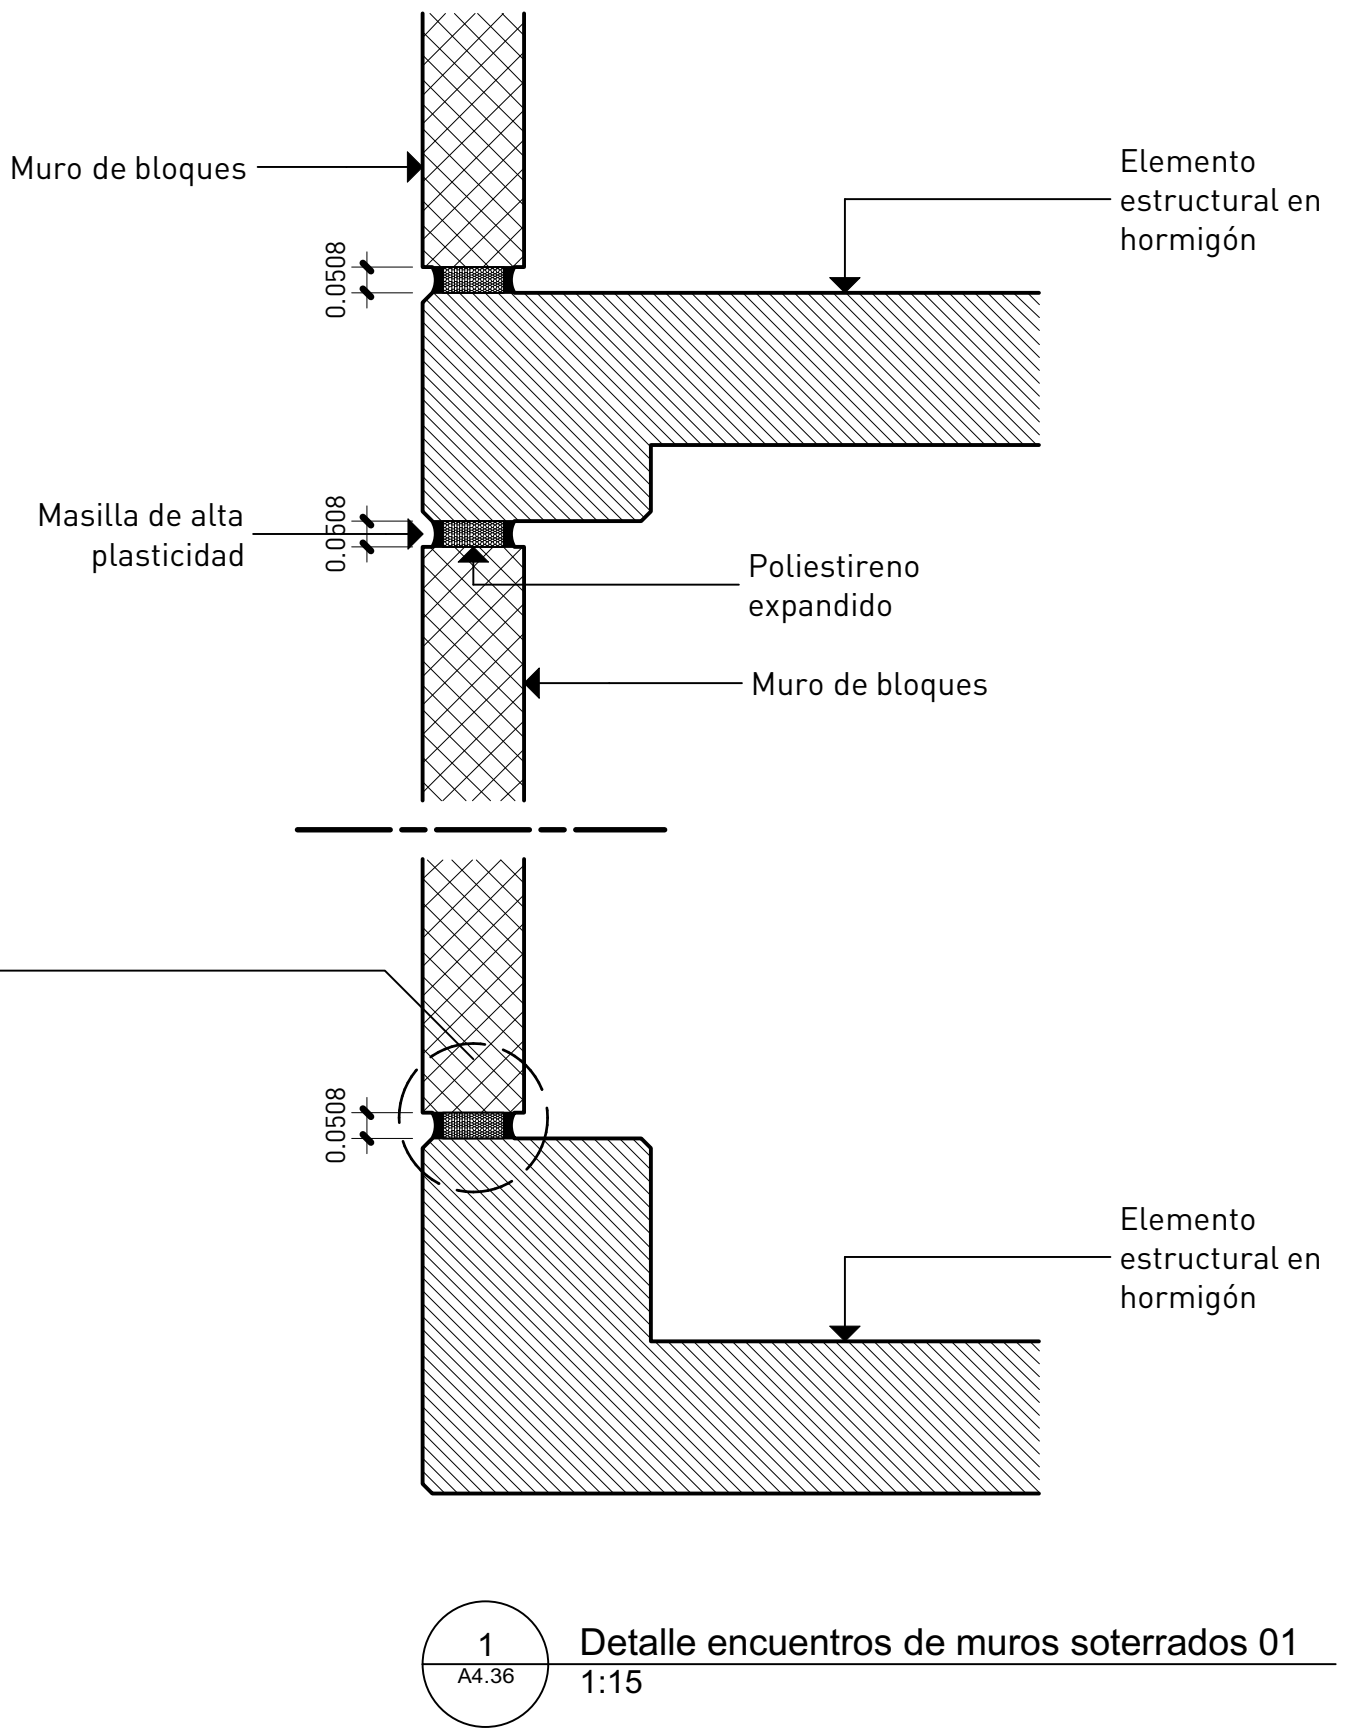 Muro de bloques
Elemento
estructural en
hormigón
0.0508
Masilla de alta
plasticidad
0.0508
Poliestireno
expandido
Muro de bloques
0.0508
Elemento
estructural en
hormigón
1
A4.36
Detalle encuentros de muros soterrados 01
1:15